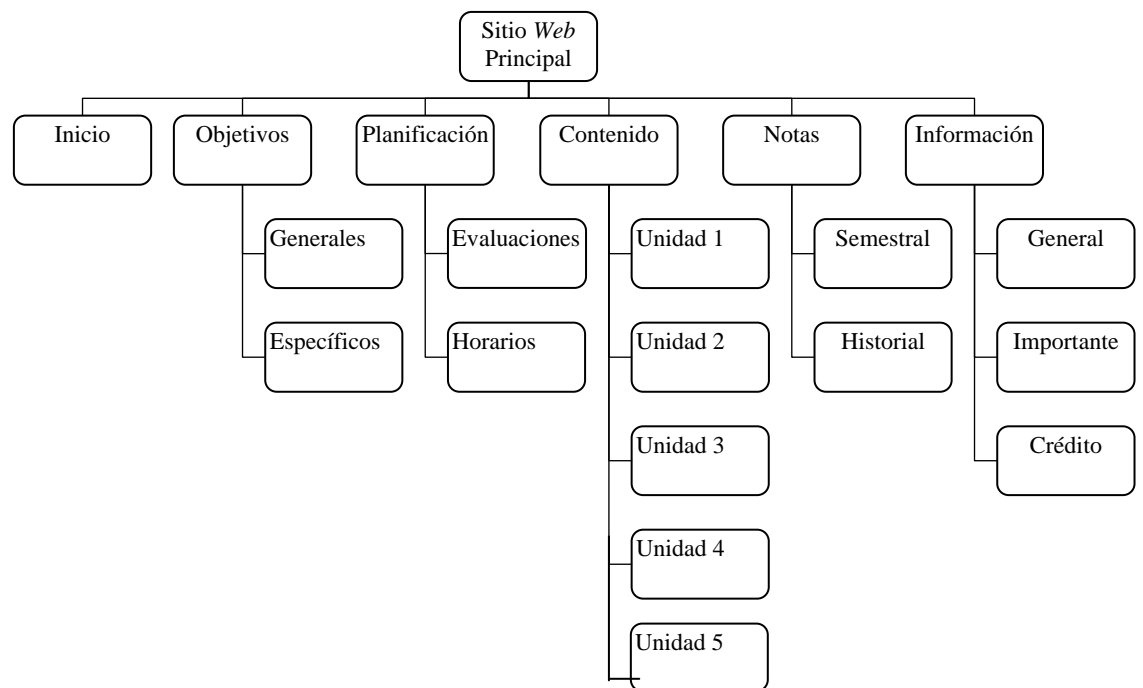 Sitio Web
Principal
Inicio
Objetivos
Planificación
Contenido
Notas
Información
Generales
Evaluaciones
Unidad 1
Semestral
General
Específicos
Horarios
Unidad 2
Historial
Importante
Unidad 3
Crédito
Unidad 4
Unidad 5